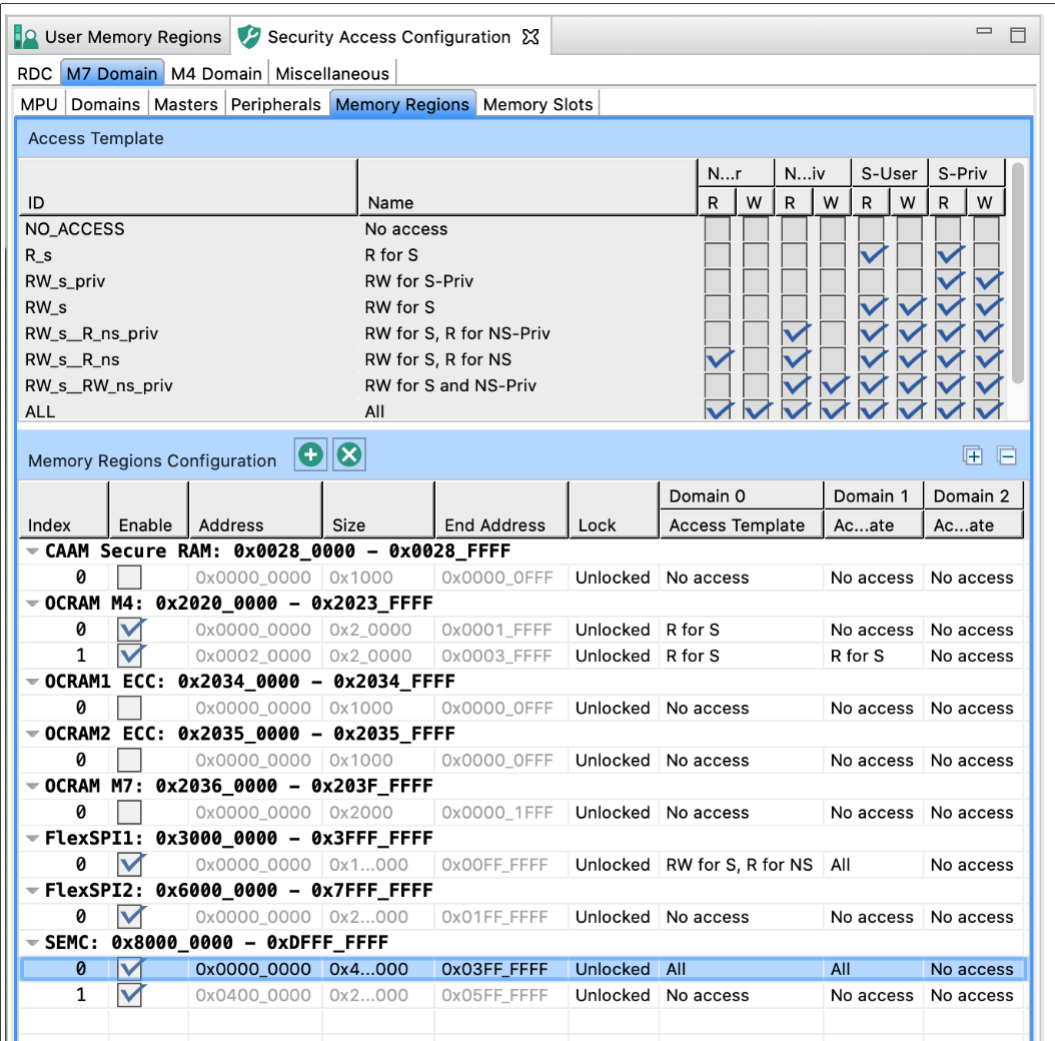 User Memory Regions Security Access Configuration
RDC M7 Domain M4 Domain Miscellaneous
MPU Domains Masters Peripherals Memory Regions Memory Slots
Access Template
N...r N...iv S-User S-Priv
ID Name R W R W R W R W
NO_ACCESS No access
R_s R for S
RW_s_priv RW for S-Priv
RW_s RW for S
RW_s__R_ns_priv RW for S, R for NS-Priv
RW_s__R_ns RW for S, R for NS
RW_s__RW_ns_priv RW for S and NS-Priv
ALL All
Memory Regions Configuration
Domain 0 Domain 1 Domain 2
Index Enable Address Size End Address Lock Access Template Ac...ate Ac...ate
CAAM Secure RAM: 0x0028_0000 – 0x0028_FFFF
0 0x0000_0000 0x1000 0x0000_0FFF Unlocked No access No access No access
OCRAM M4: 0x2020_0000 – 0x2023_FFFF
0 0x0000_0000 0x2_0000 0x0001_FFFF Unlocked R for S No access No access
1 0x0002_0000 0x2_0000 0x0003_FFFF Unlocked R for S R for S No access
OCRAM1 ECC: 0x2034_0000 – 0x2034_FFFF
0 0x0000_0000 0x1000 0x0000_0FFF Unlocked No access No access No access
OCRAM2 ECC: 0x2035_0000 – 0x2035_FFFF
0 0x0000_0000 0x1000 0x0000_0FFF Unlocked No access No access No access
OCRAM M7: 0x2036_0000 – 0x203F_FFFF
0 0x0000_0000 0x2000 0x0000_1FFF Unlocked No access No access No access
FlexSPI1: 0x3000_0000 – 0x3FFF_FFFF
0 0x0000_0000 0x1...000 0x00FF_FFFF Unlocked RW for S, R for NS All No access
FlexSPI2: 0x6000_0000 – 0x7FFF_FFFF
0 0x0000_0000 0x2...000 0x01FF_FFFF Unlocked No access No access No access
SEMC: 0x8000_0000 – 0xDFFF_FFFF
0 0x0000_0000 0x4...000 0x03FF_FFFF Unlocked All All No access
1 0x0400_0000 0x2...000 0x05FF_FFFF Unlocked No access No access No access